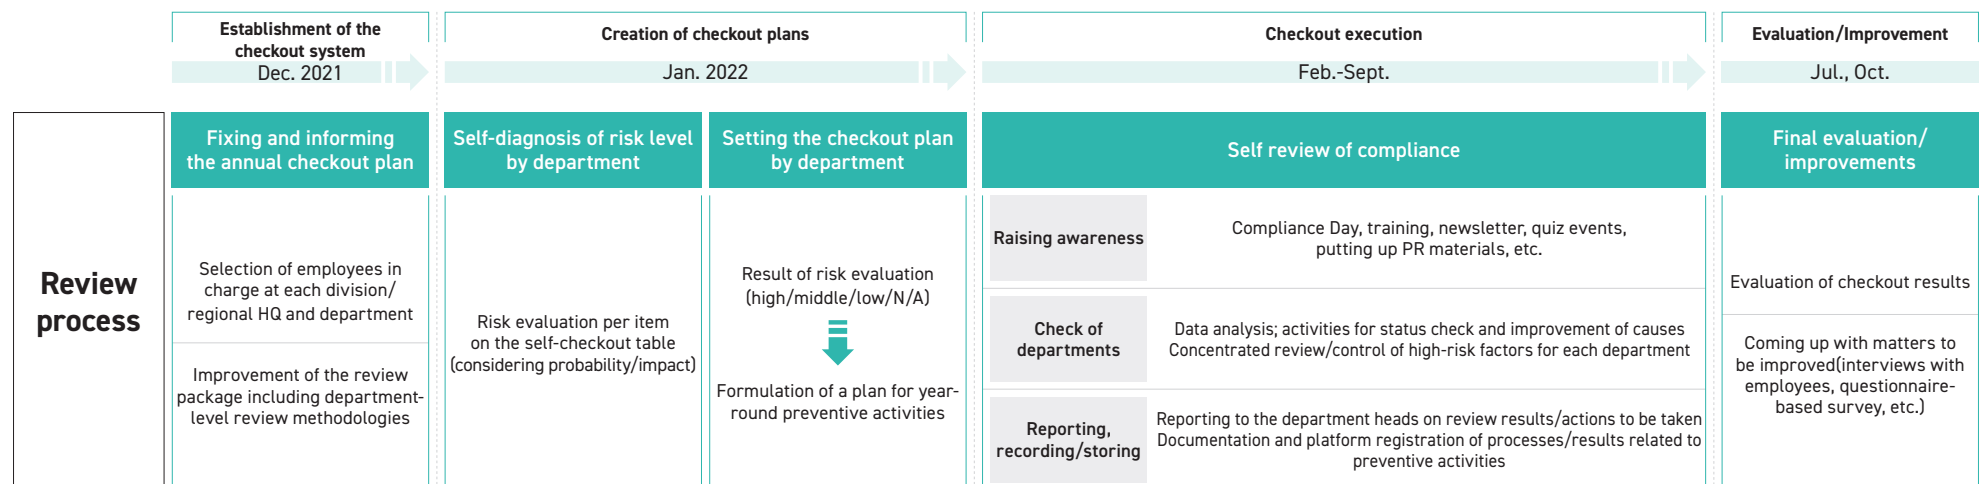 Establishment of the
checkout system
Dec. 2021
Creation of checkout plans
Jan. 2022
Checkout execution
Feb.-Sept.
Evaluation/Improvement
Jul., Oct.
Review
process
Fixing and informing
the annual checkout plan
Selection of employees in
charge at each division/
regional HQ and department
Improvement of the review
package including department-
level review methodologies
Self-diagnosis of risk level
by department
Risk evaluation per item
on the self-checkout table
(considering probability/impact)
Setting the checkout plan
by department
Result of risk evaluation
(high/middle/low/N/A)
Formulation of a plan for year-
round preventive activities
Self review of compliance
Raising awareness
Compliance Day, training, newsletter, quiz events,
putting up PR materials, etc.
Check of
departments
Data analysis; activities for status check and improvement of causes
Concentrated review/control of high-risk factors for each department
Reporting,
recording/storing
Reporting to the department heads on review results/actions to be taken
Documentation and platform registration of processes/results related to
preventive activities
Final evaluation/
improvements
Evaluation of checkout results
Coming up with matters to
be improved(interviews with
employees, questionnaire-
based survey, etc.)